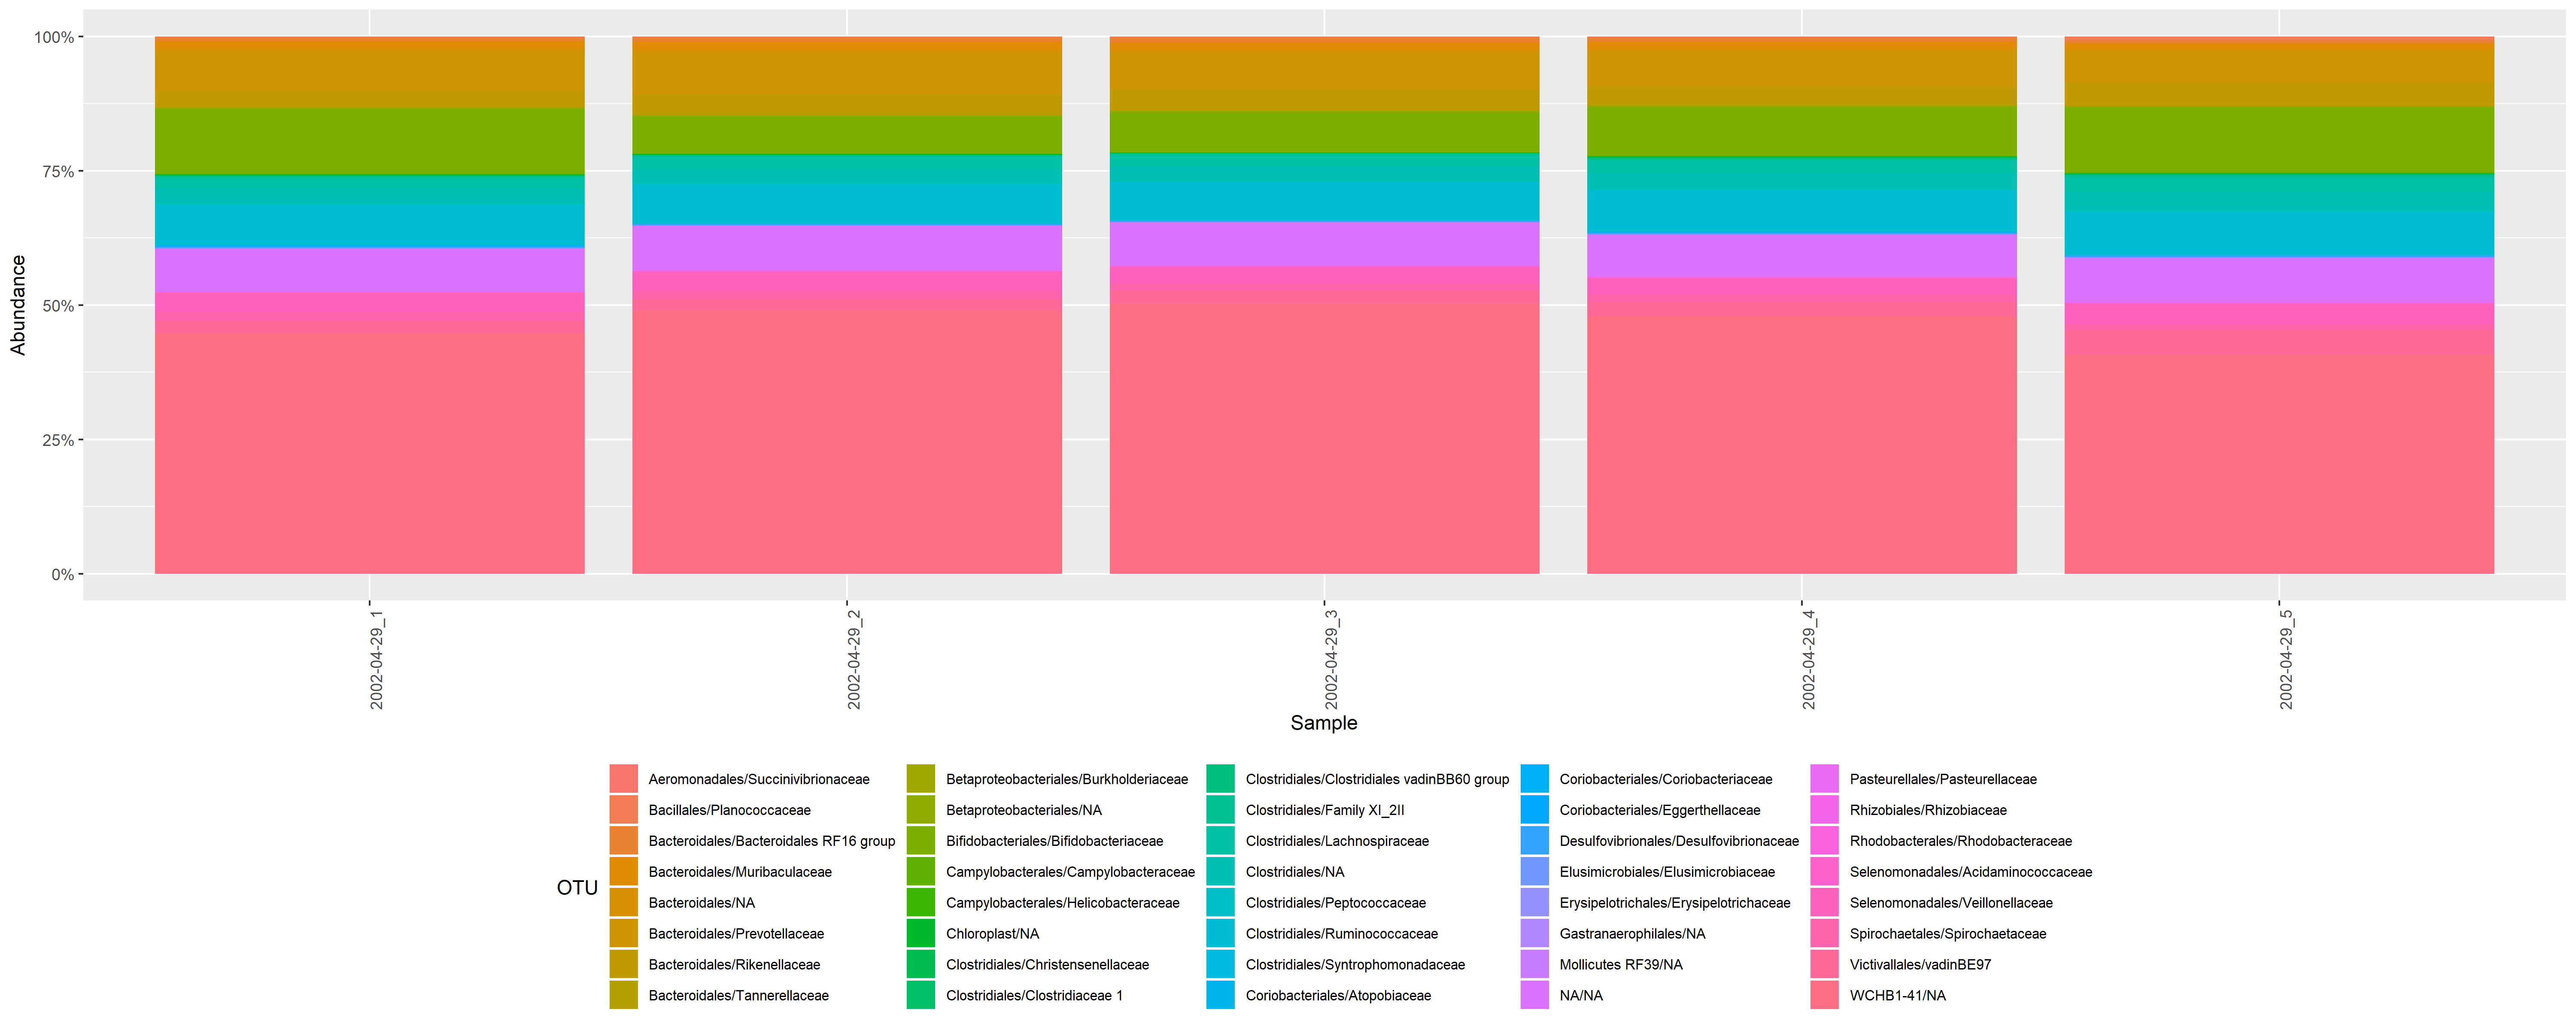 Abundance
100%
75%
50%
25%
0%
2002-04-29_1
2002-04-29_2
2002-04-29_3
2002-04-29_4
2002-04-29_5
Sample
OTU
Aeromonadales/Succinivibrionaceae
Bacillales/Planococcaceae
Bacteroidales/Bacteroidales RF16 group
Bacteroidales/Muribaculaceae
Bacteroidales/NA
Bacteroidales/Prevotellaceae
Bacteroidales/Rikenellaceae
Bacteroidales/Tannerellaceae
Betaproteobacteriales/Burkholderiaceae
Betaproteobacteriales/NA
Bifidobacteriales/Bifidobacteriaceae
Campylobacterales/Campylobacteraceae
Campylobacterales/Helicobacteraceae
Chloroplast/NA
Clostridiales/Christensenellaceae
Clostridiales/Clostridiaceae 1
Clostridiales/Clostridiales vadinBB60 group
Clostridiales/Family XI_2II
Clostridiales/Lachnospiraceae
Clostridiales/NA
Clostridiales/Peptococcaceae
Clostridiales/Ruminococcaceae
Clostridiales/Syntrophomonadaceae
Coriobacteriales/Atopobiaceae
Coriobacteriales/Coriobacteriaceae
Coriobacteriales/Eggerthellaceae
Desulfovibrionales/Desulfovibrionaceae
Elusimicrobiales/Elusimicrobiaceae
Erysipelotrichales/Erysipelotrichaceae
Gastranaerophilales/NA
Mollicutes RF39/NA
NA/NA
Pasteurellales/Pasteurellaceae
Rhizobiales/Rhizobiaceae
Rhodobacterales/Rhodobacteraceae
Selenomonadales/Acidaminococcaceae
Selenomonadales/Veillonellaceae
Spirochaetales/Spirochaetaceae
Victivallales/vadinBE97
WCHB1-41/NA